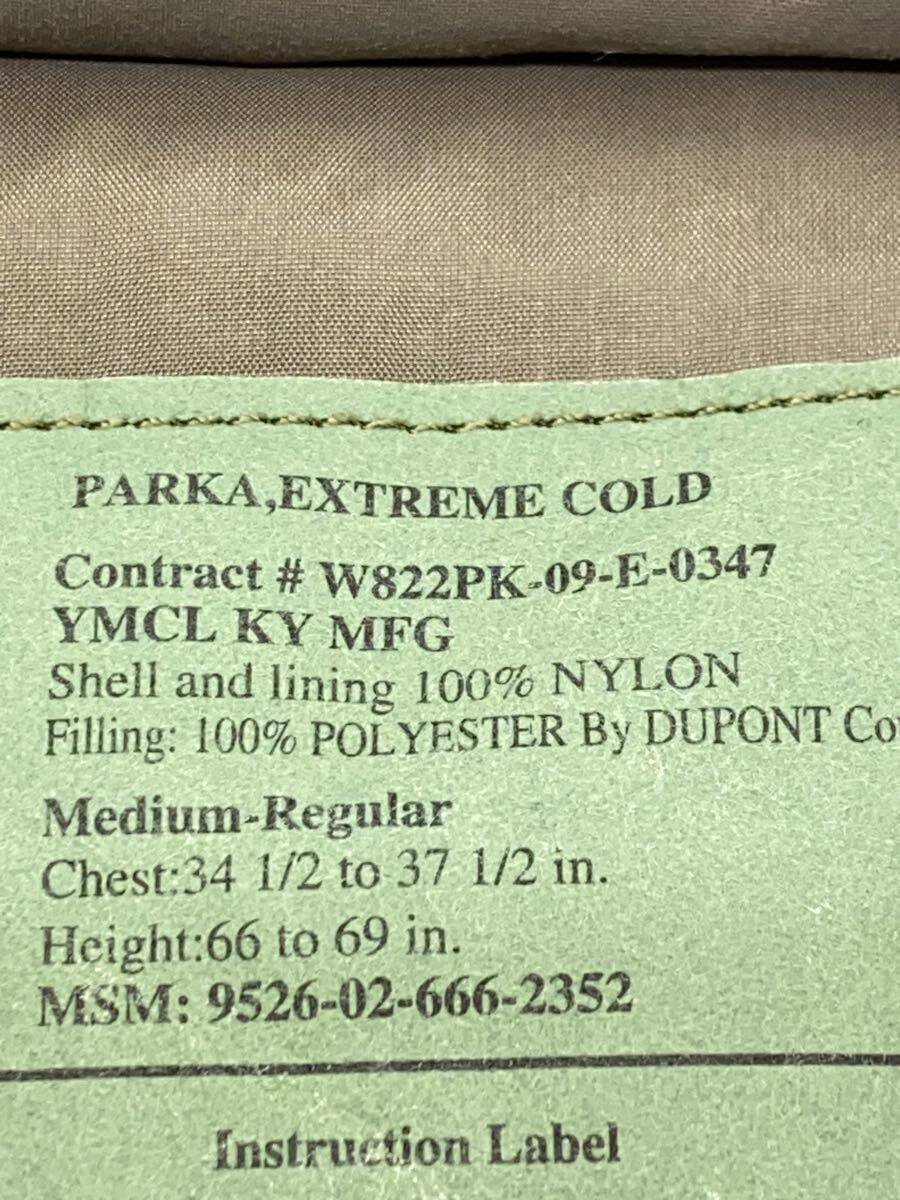 PARKA,EXTREME COLD
Contract # W822PK-09-E-0347
YMCL KY MFG
Shell and lining 100% NYLON
Filling: 100% POLYESTER By DUPONT
Medium-Regular
Chest:34 1/2 to 37 1/2 in.
Height:66 to 69 in.
MSM: 9526-02-666-2352
Instruction Label